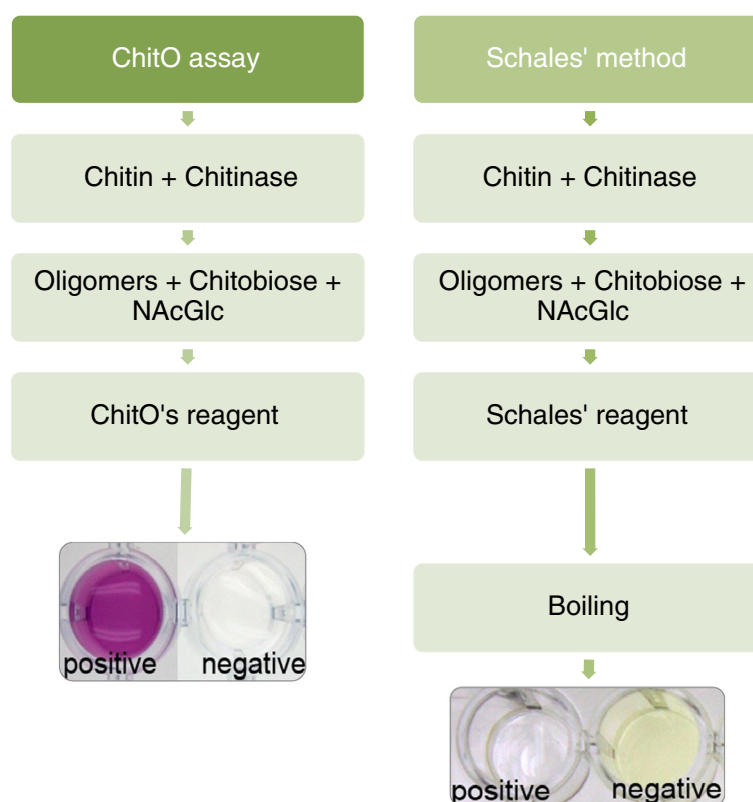 ChitO assay
Chitin + Chitinase
Oligomers + Chitobiose +
NAcGlc
ChitO's reagent
positive negative
Schales' method
Chitin + Chitinase
Oligomers + Chitobiose +
NAcGlc
Schales' reagent
Boiling
positive negative